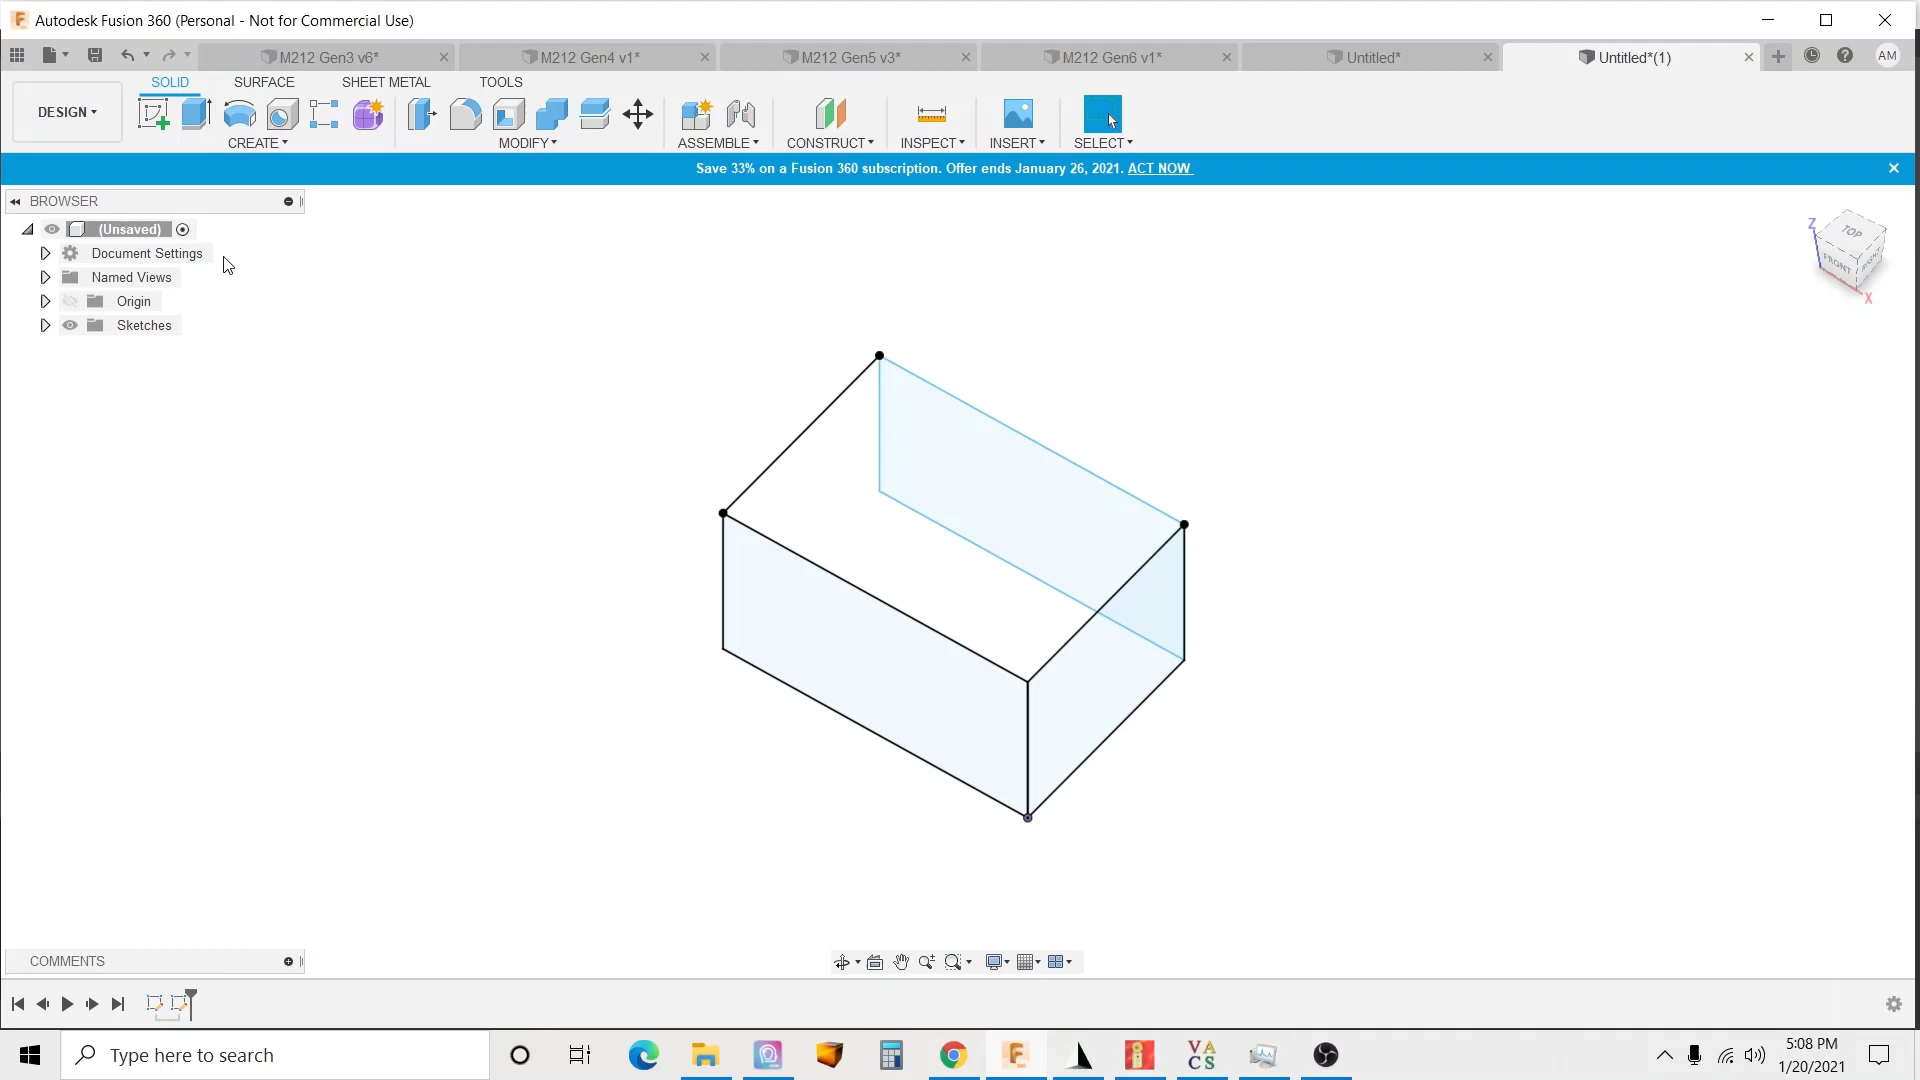 Autodesk Fusion 360 (Personal - Not for Commercial Use)
M212 Gen3 v6*
M212 Gen4 v1*
M212 Gen5 v3*
M212 Gen6 v1*
Untitled*
Untitled*(1)
AM
SOLID
SURFACE
SHEET METAL
TOOLS
DESIGN
CREATE
MODIFY
ASSEMBLE
CONSTRUCT
INSPECT
INSERT
SELECT
Save 33% on a Fusion 360 subscription. Offer ends January 26, 2021. ACT NOW
BROWSER
(Unsaved)
Document Settings
Named Views
Origin
Sketches
Z
TOP
FRONT
RIGHT
X
COMMENTS
Type here to search
VA
CS
5:08 PM
1/20/2021